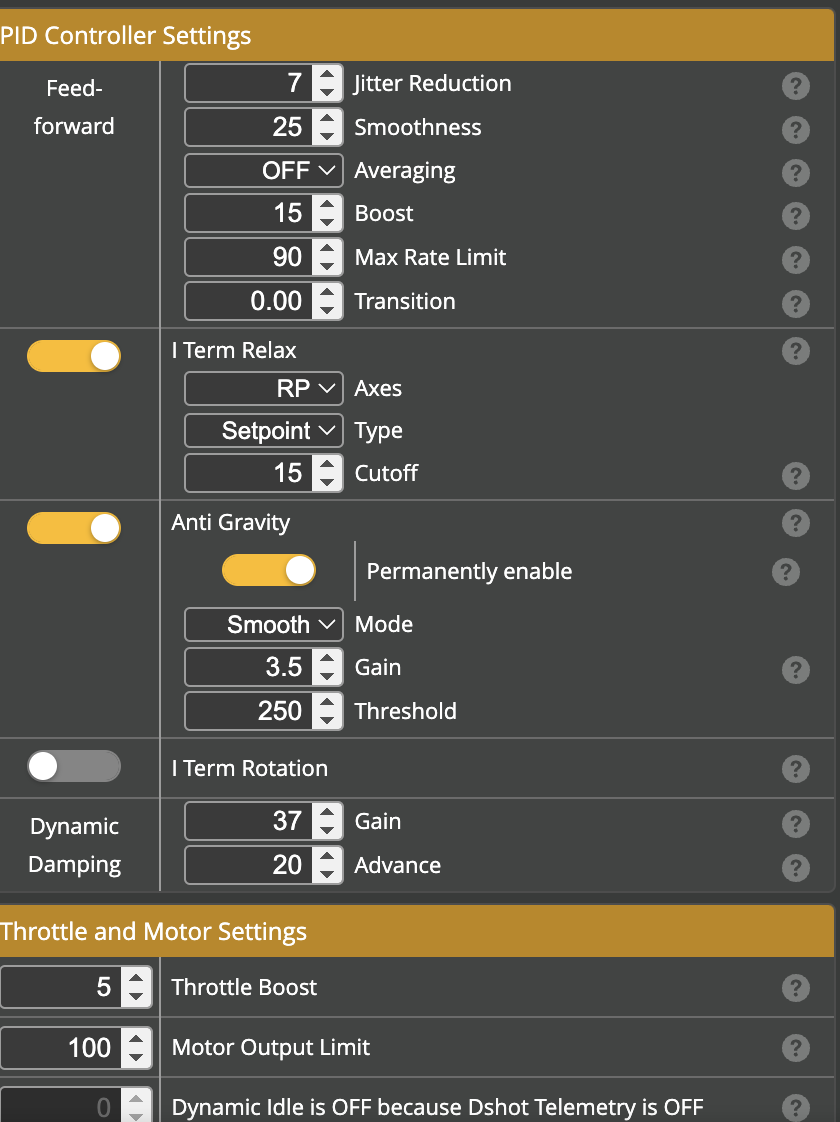 PID Controller Settings
Feed-
forward
7 Jitter Reduction ?
25 Smoothness ?
OFF Averaging ?
15 Boost ?
90 Max Rate Limit ?
0.00 Transition ?
I Term Relax ?
RP Axes
Setpoint Type
15 Cutoff ?
Anti Gravity ?
Permanently enable ?
Smooth Mode
3.5 Gain ?
250 Threshold
I Term Rotation ?
Dynamic
Damping
37 Gain ?
20 Advance ?
Throttle and Motor Settings
5 Throttle Boost ?
100 Motor Output Limit ?
0 Dynamic Idle is OFF because Dshot Telemetry is OFF ?